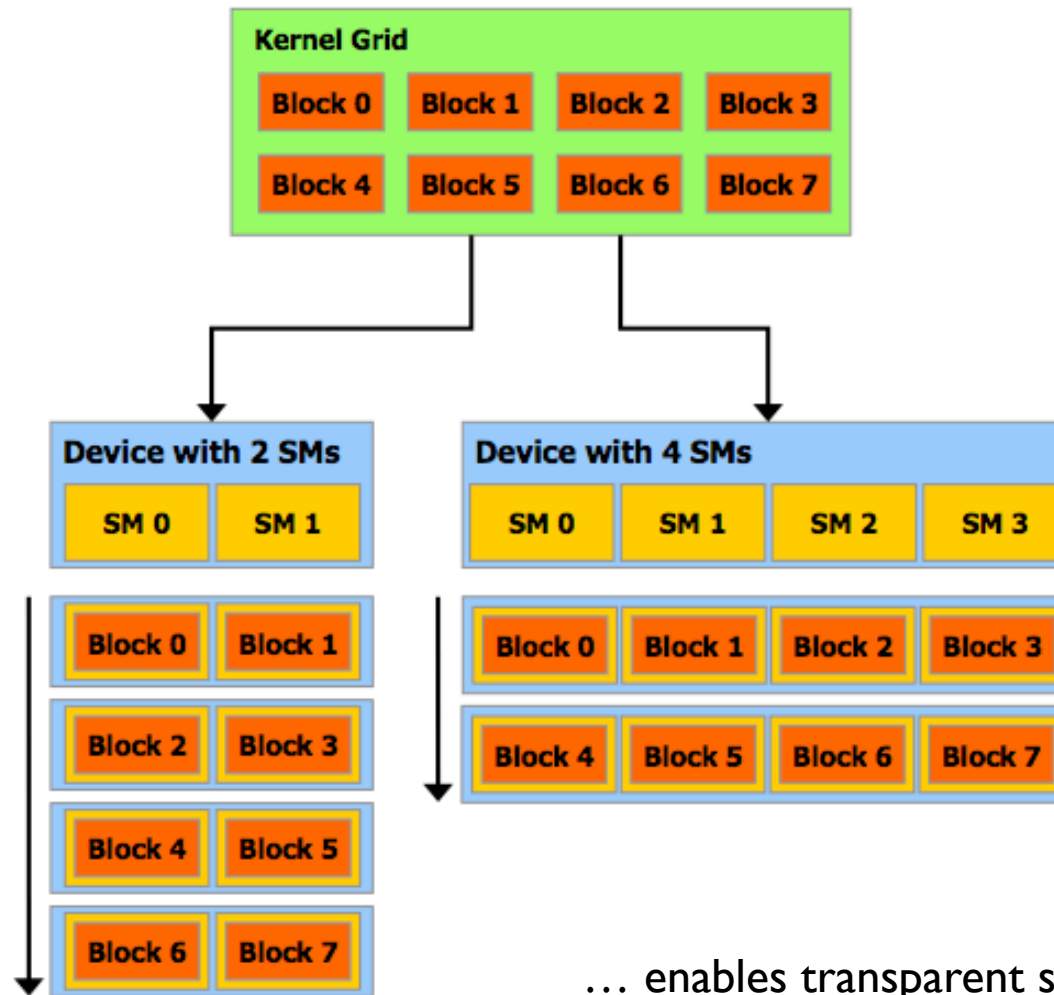 Kernel Grid
Block 0 Block 1 Block 2 Block 3
Block 4 Block 5 Block 6 Block 7
Device with 2 SMs
SM 0 SM 1
Block 0 Block 1
Block 2 Block 3
Block 4 Block 5
Block 6 Block 7
Device with 4 SMs
SM 0 SM 1 SM 2 SM 3
Block 0 Block 1 Block 2 Block 3
Block 4 Block 5 Block 6 Block 7
… enables transparent